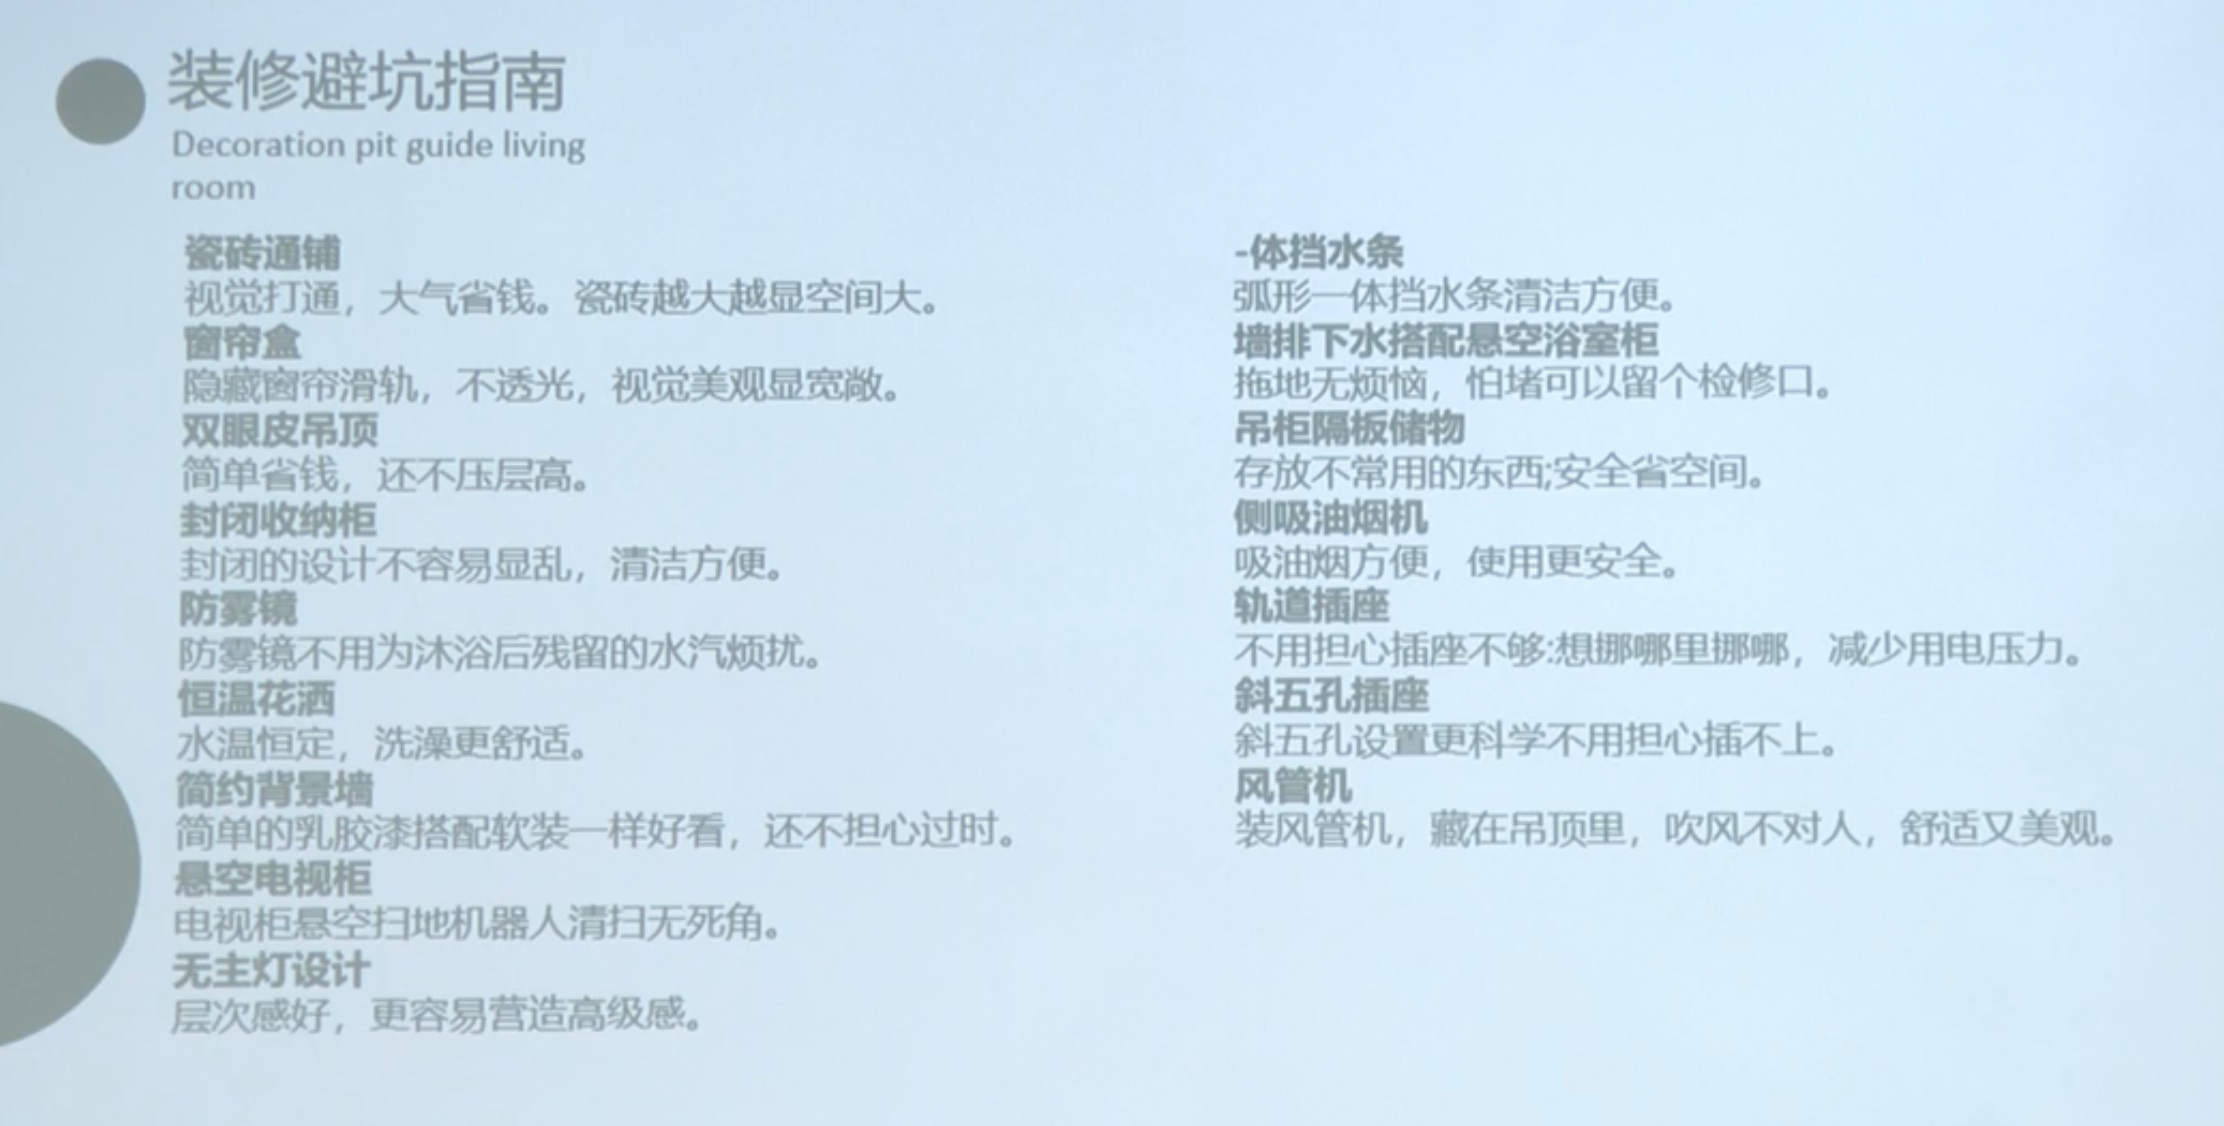 装修避坑指南
Decoration pit guide living
room
瓷砖通铺
视觉打通，大气省钱。瓷砖越大越显空间大。
窗帘盒
隐藏窗帘滑轨，不透光，视觉美观显宽敞。
双眼皮吊顶
简单省钱，还不压层高。
封闭收纳柜
封闭的设计不容易显乱，清洁方便。
防雾镜
防雾镜不用为沐浴后残留的水汽烦扰。
恒温花洒
水温恒定，洗澡更舒适。
简约背景墙
简单的乳胶漆搭配软装一样好看，还不担心过时。
悬空电视柜
电视柜悬空扫地机器人清扫无死角。
无主灯设计
层次感好，更容易营造高级感。
-体挡水条
弧形一体挡水条清洁方便。
墙排下水搭配悬空浴室柜
拖地无烦恼，怕堵可以留个检修口。
吊柜隔板储物
存放不常用的东西;安全省空间。
侧吸油烟机
吸油烟方便，使用更安全。
轨道插座
不用担心插座不够:想挪哪里挪哪，减少用电压力。
斜五孔插座
斜五孔设置更科学不用担心插不上。
风管机
装风管机，藏在吊顶里，吹风不对人，舒适又美观。